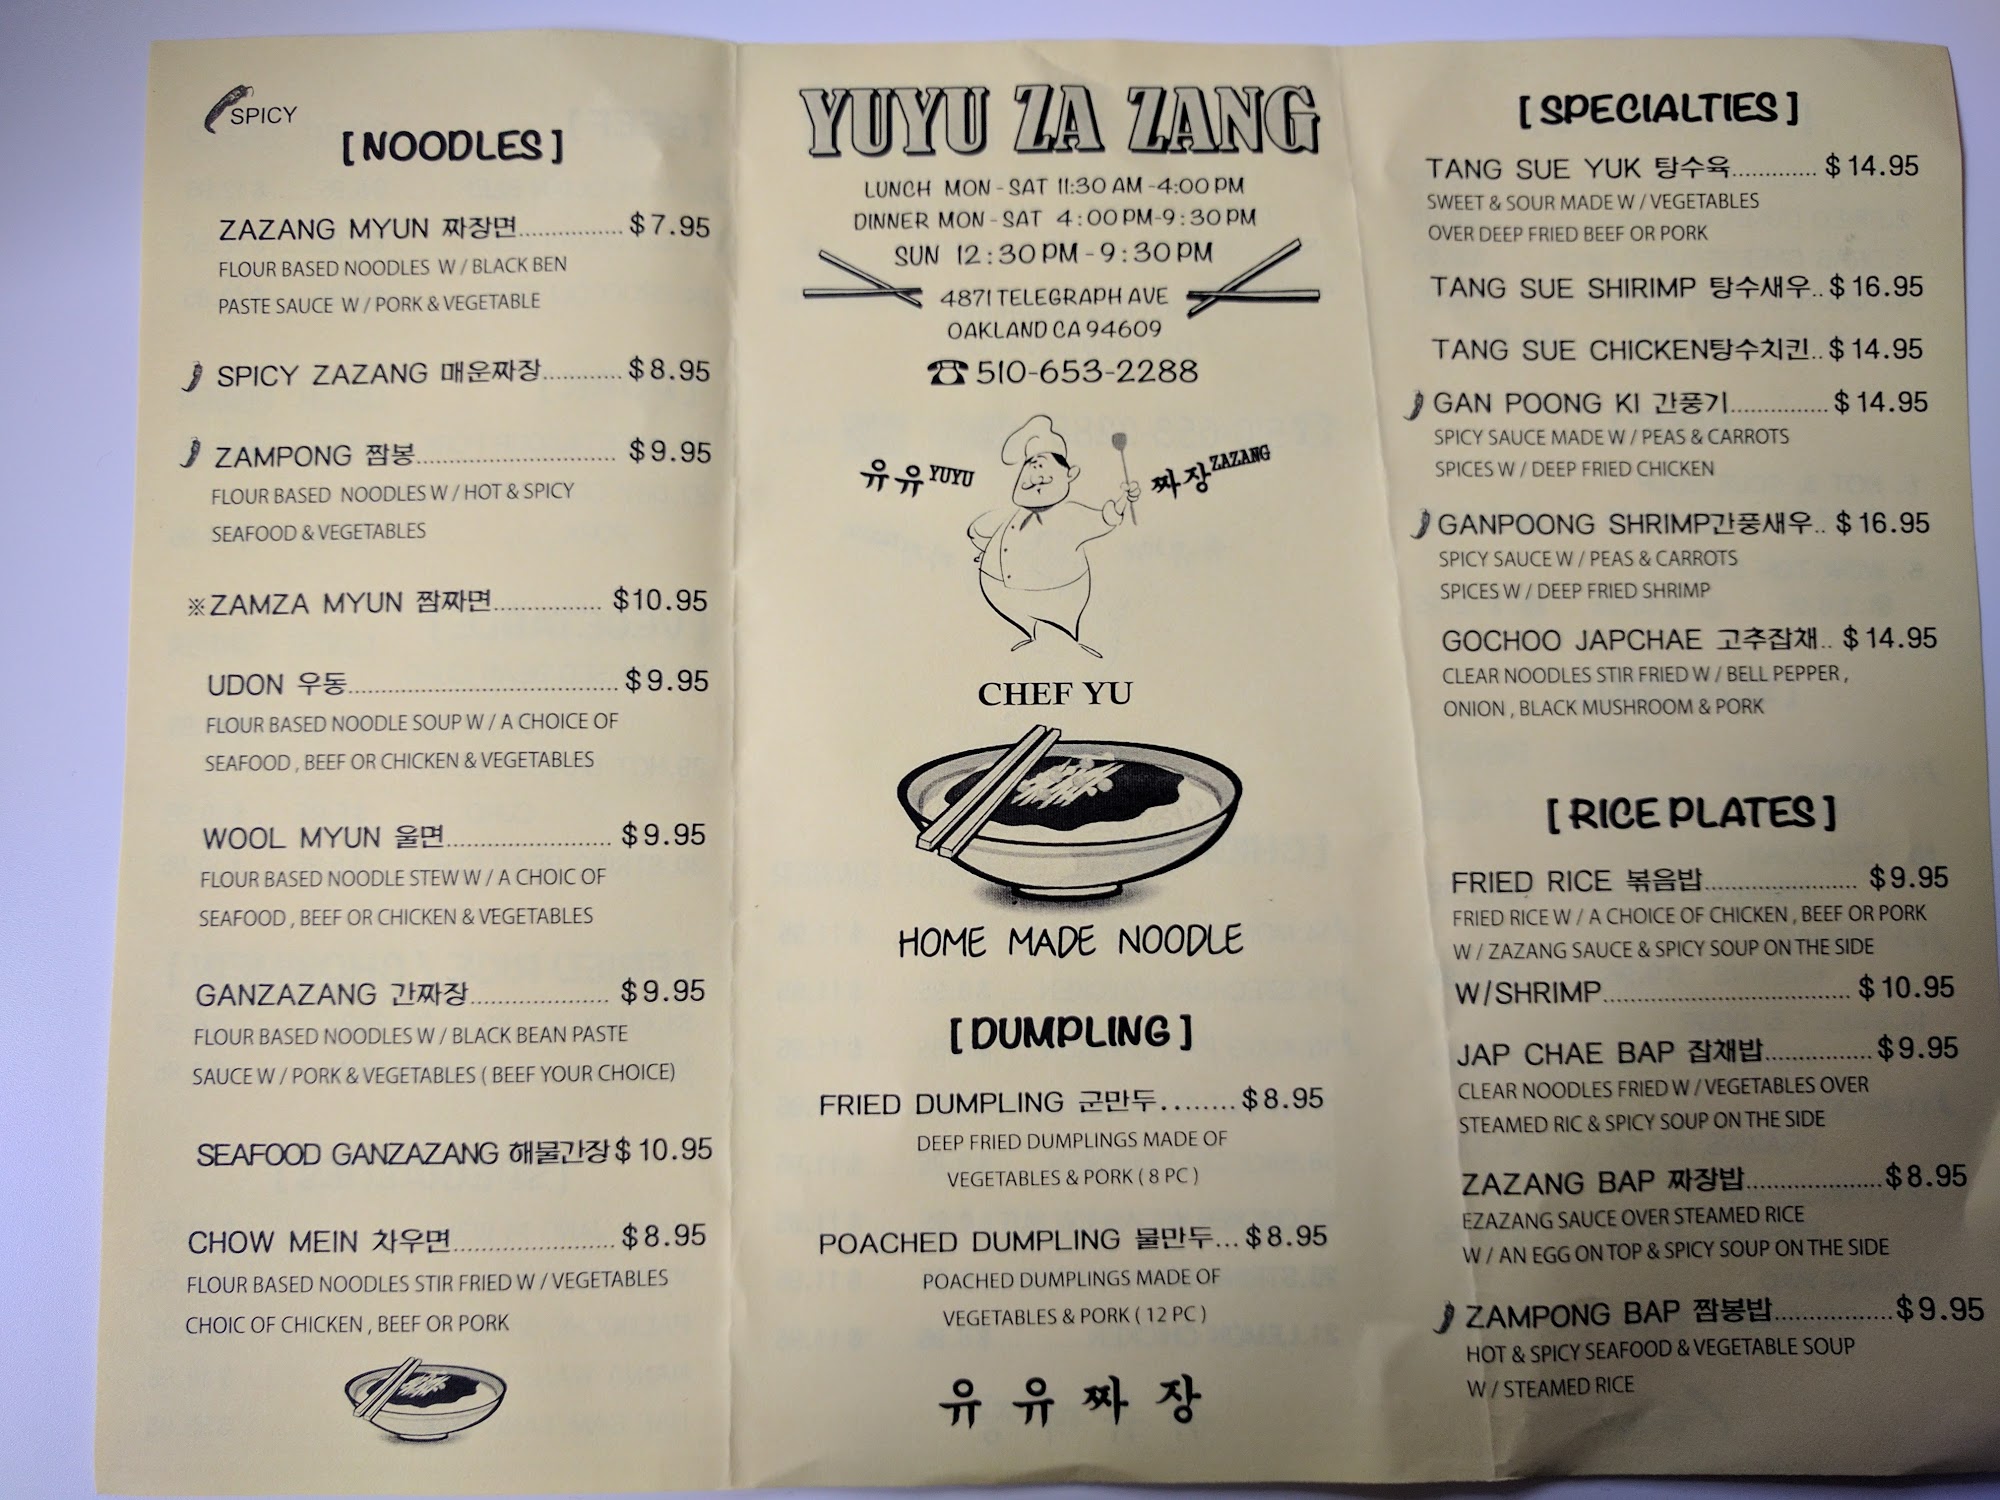 SPICY
[NOODLES]
ZAZANG MYUN 짜장면................. $7.95
FLOUR BASED NOODLES W / BLACK BEN
PASTE SAUCE W / PORK & VEGETABLE
SPICY ZAZANG 매운짜장............. $8.95
ZAMPONG 짬봉................................. $9.95
FLOUR BASED NOODLES W / HOT & SPICY
SEAFOOD & VEGETABLES
※ZAMZA MYUN 짬짜면.................. $10.95
UDON 우동............................................. $9.95
FLOUR BASED NOODLE SOUP W / A CHOICE OF
SEAFOOD , BEEF OR CHICKEN & VEGETABLES
WOOL MYUN 울면........................... $9.95
FLOUR BASED NOODLE STEW W / A CHOIC OF
SEAFOOD , BEEF OR CHICKEN & VEGETABLES
GANZAZANG 간짜장....................... $9.95
FLOUR BASED NOODLES W / BLACK BEAN PASTE
SAUCE W / PORK & VEGETABLES ( BEEF YOUR CHOICE)
SEAFOOD GANZAZANG 해물간장 $ 10.95
CHOW MEIN 차우면........................... $8.95
FLOUR BASED NOODLES STIR FRIED W / VEGETABLES
CHOIC OF CHICKEN , BEEF OR PORK
YUYU ZA ZANG
LUNCH MON - SAT 11:30 AM -4:00 PM
DINNER MON - SAT 4 : 00 PM-9 : 30 PM
SUN 12 : 30 PM - 9 : 30 PM
4871 TELEGRAPH AVE
OAKLAND CA 94609
☎ 510-653-2288
유유 YUYU
짜장 ZAZANG
CHEF YU
HOME MADE NOODLE
[DUMPLING]
FRIED DUMPLING 군만두........ $8.95
DEEP FRIED DUMPLINGS MADE OF
VEGETABLES & PORK ( 8 PC )
POACHED DUMPLING 물만두... $8.95
POACHED DUMPLINGS MADE OF
VEGETABLES & PORK ( 12 PC )
유 유 짜 장
[ SPECIALTIES ]
TANG SUE YUK 탕수육............. $ 14.95
SWEET & SOUR MADE W / VEGETABLES
OVER DEEP FRIED BEEF OR PORK
TANG SUE SHIRIMP 탕수새우.. $ 16.95
TANG SUE CHICKEN탕수치킨.. $ 14.95
GAN POONG KI 간풍기............... $ 14.95
SPICY SAUCE MADE W / PEAS & CARROTS
SPICES W / DEEP FRIED CHICKEN
GANPOONG SHRIMP간풍새우.. $ 16.95
SPICY SAUCE W / PEAS & CARROTS
SPICES W / DEEP FRIED SHRIMP
GOCHOO JAPCHAE 고추잡채.. $ 14.95
CLEAR NOODLES STIR FRIED W / BELL PEPPER ,
ONION , BLACK MUSHROOM & PORK
[ RICE PLATES ]
FRIED RICE 볶음밥......................... $9.95
FRIED RICE W / A CHOICE OF CHICKEN , BEEF OR PORK
W / ZAZANG SAUCE & SPICY SOUP ON THE SIDE
W/SHRIMP......................................... $ 10.95
JAP CHAE BAP 잡채밥................. $9.95
CLEAR NOODLES FRIED W / VEGETABLES OVER
STEAMED RIC & SPICY SOUP ON THE SIDE
ZAZANG BAP 짜장밥...................... $8.95
EZAZANG SAUCE OVER STEAMED RICE
W / AN EGG ON TOP & SPICY SOUP ON THE SIDE
ZAMPONG BAP 짬봉밥................... $9.95
HOT & SPICY SEAFOOD & VEGETABLE SOUP
W / STEAMED RICE